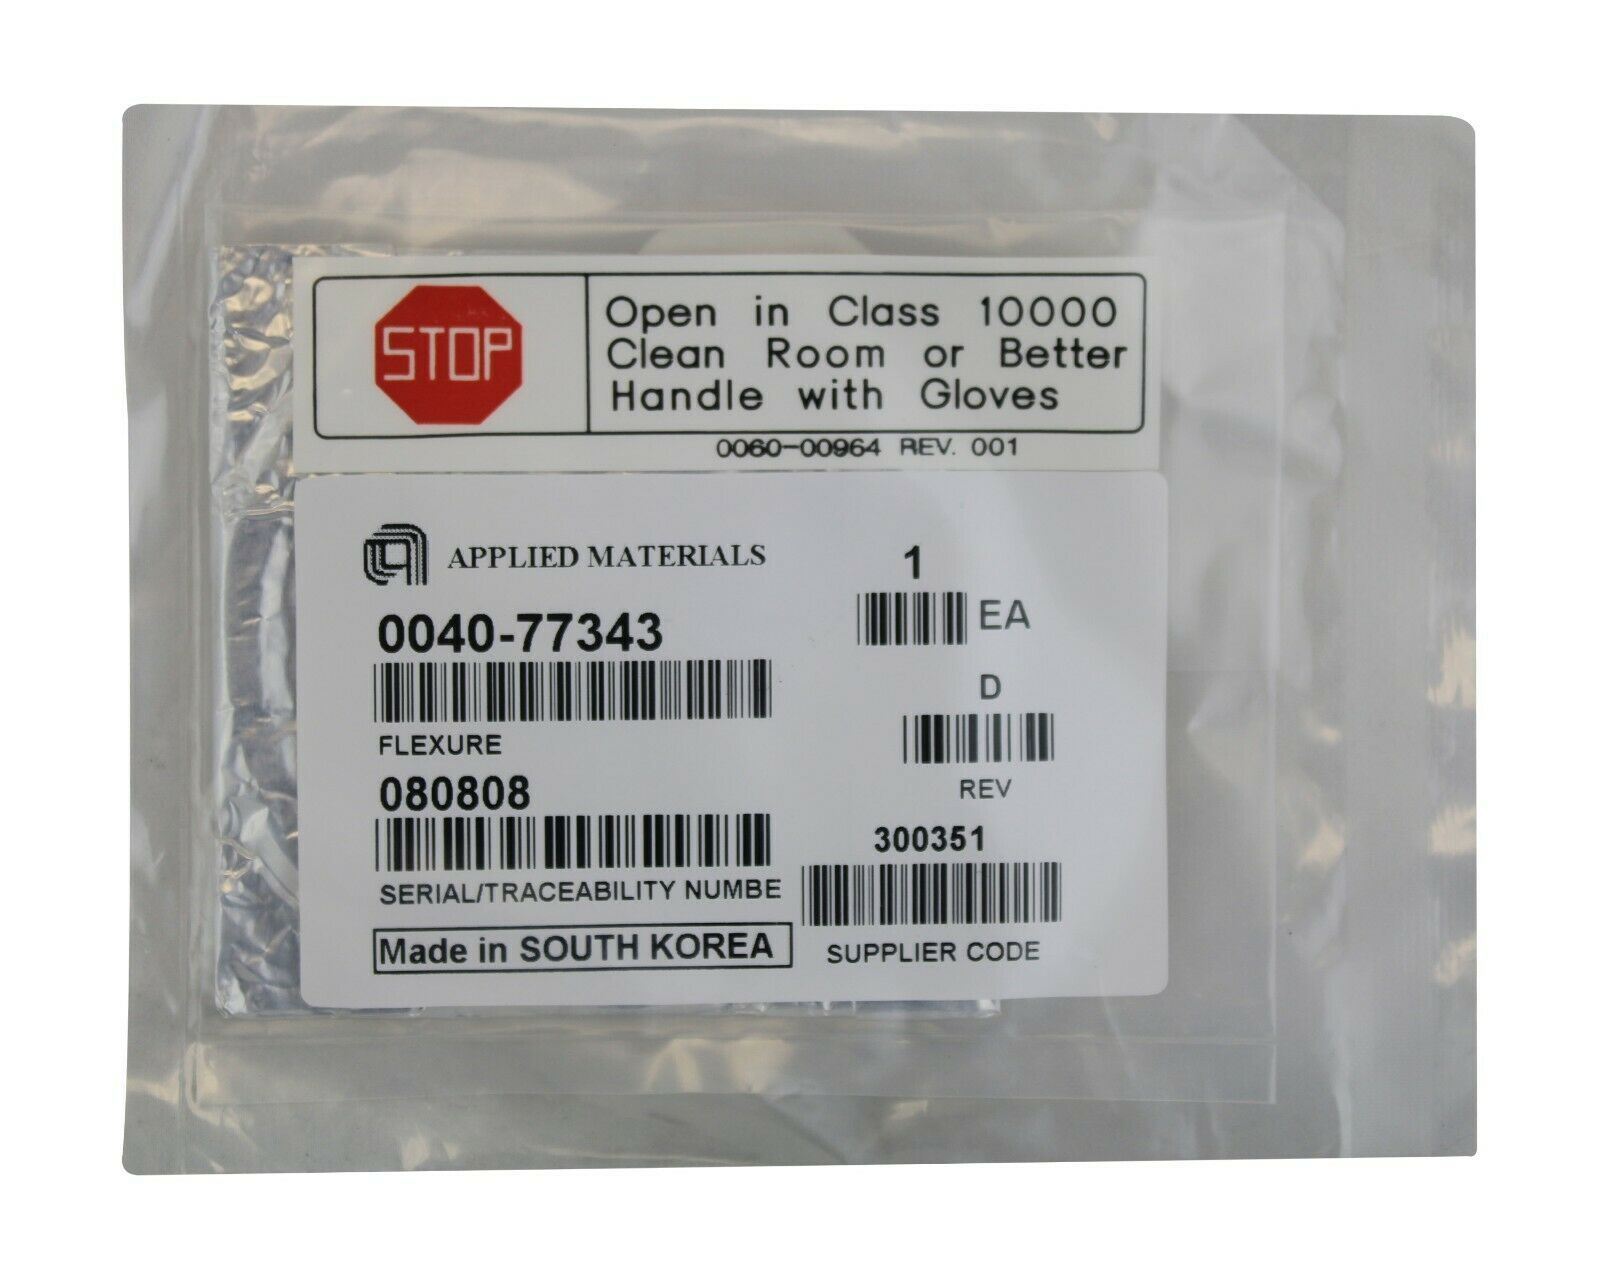 STOP
Open in Class 10000
Clean Room or Better
Handle with Gloves
0060-00964 REV. 001
APPLIED MATERIALS
0040-77343
FLEXURE
080808
SERIAL/TRACEABILITY NUMBE
Made in SOUTH KOREA
1
EA
D
REV
300351
SUPPLIER CODE